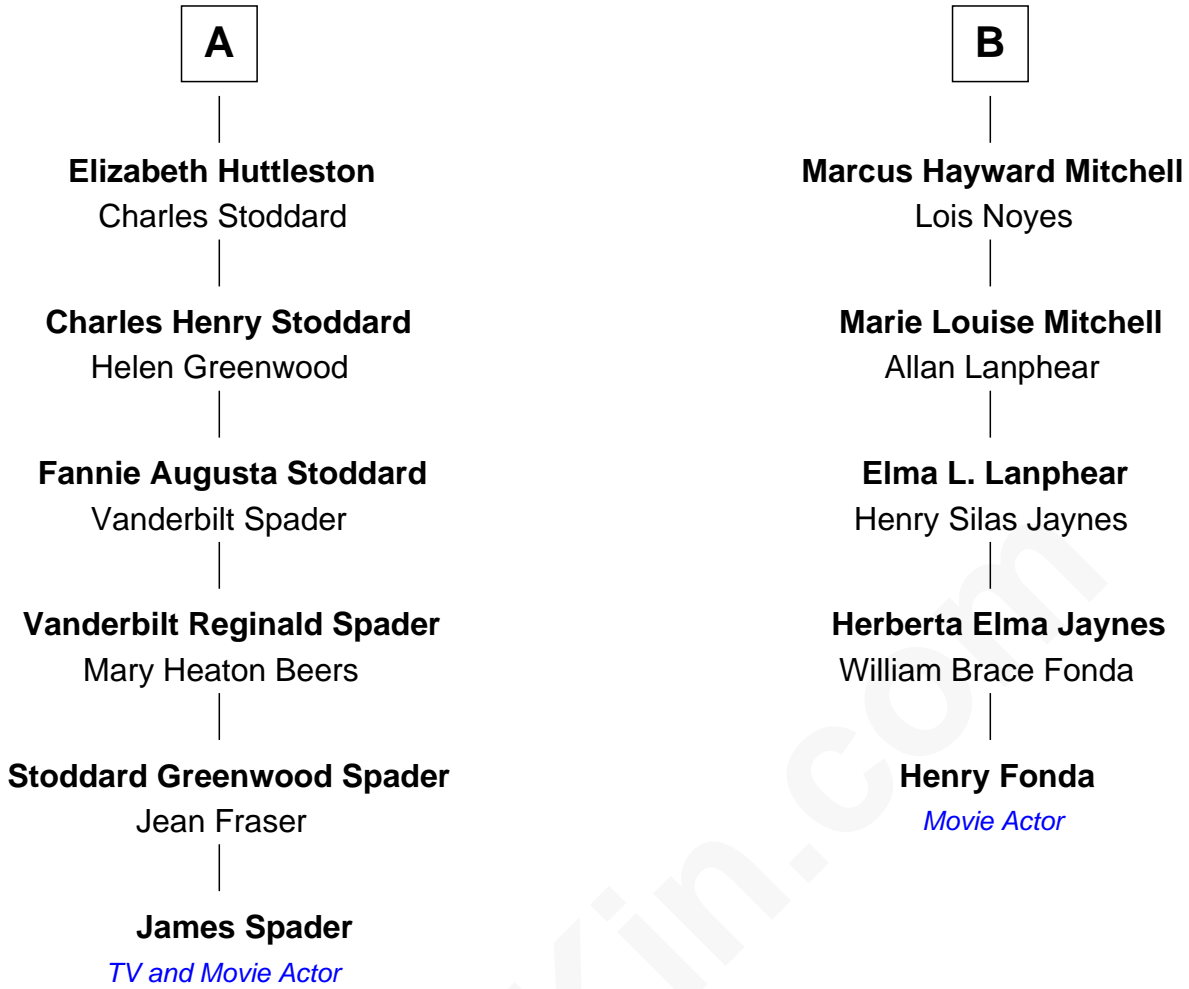 A
Elizabeth Huttleston
Charles Stoddard
Charles Henry Stoddard
Helen Greenwood
Fannie Augusta Stoddard
Vanderbilt Spader
Vanderbilt Reginald Spader
Mary Heaton Beers
Stoddard Greenwood Spader
Jean Fraser
James Spader
TV and Movie Actor
B
Marcus Hayward Mitchell
Lois Noyes
Marie Louise Mitchell
Allan Lanphear
Elma L. Lanphear
Henry Silas Jaynes
Herberta Elma Jaynes
William Brace Fonda
Henry Fonda
Movie Actor
Kin.com